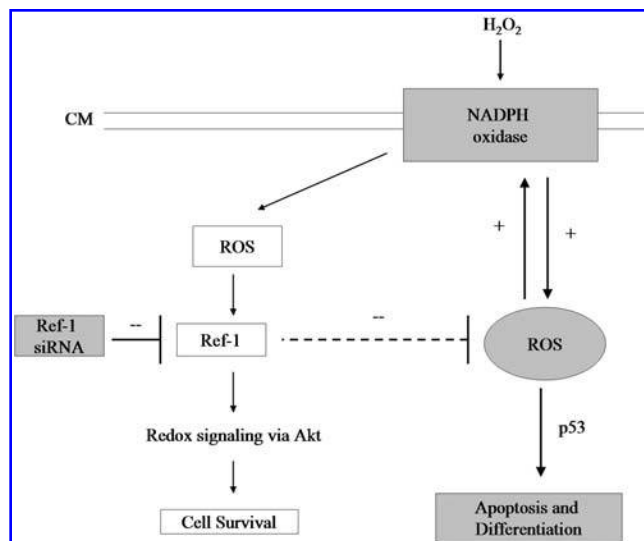 H₂O₂
CM
NADPH
oxidase
ROS
+
+
Ref-1
siRNA
--
Ref-1
--
ROS
Redox signaling via Akt
p53
Cell Survival
Apoptosis and
Differentiation